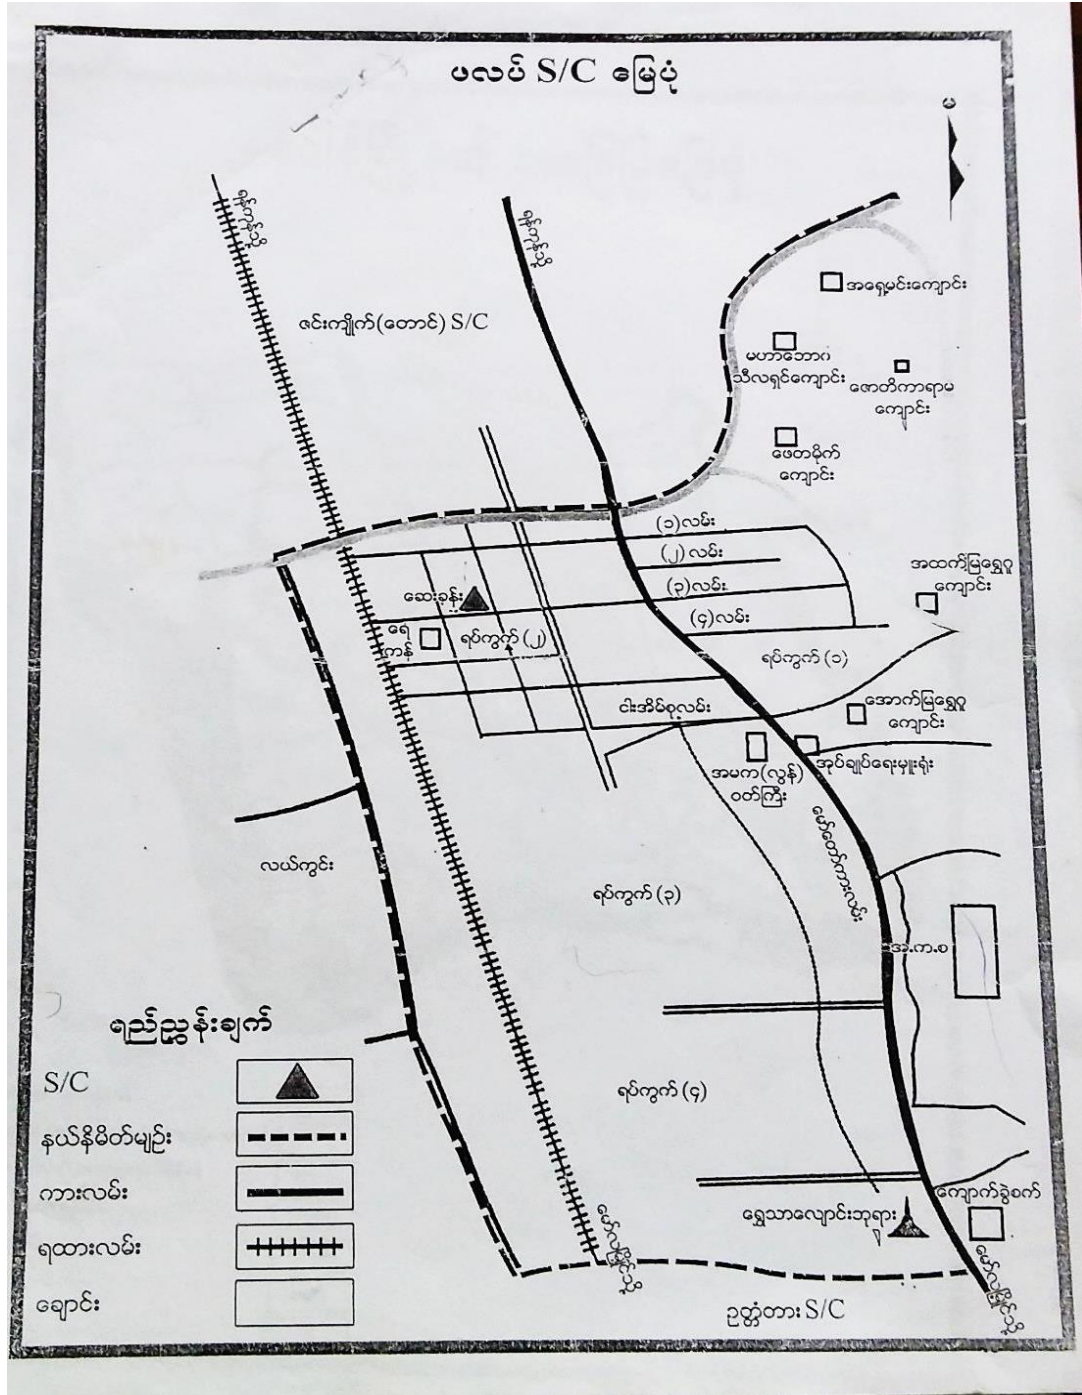 ဖလပ် S/C မြေပုံ
မ
ရန်ကုန်သို့
ရန်ကုန်သို့
အရှေ့မင်းကျောင်း
ဇင်းကျိုက်(တောင်) S/C
မဟာဘောဂ
သီလရှင်ကျောင်း
ဇောတိကာရာမ
ကျောင်း
ဖေတမိုက်
ကျောင်း
(၁)လမ်း
(၂)လမ်း
(၃)လမ်း
(၄)လမ်း
အထက်မြရွှေဂူ
ကျောင်း
ဆေးခန်း
ရေ
ကန်
ရပ်ကွက် (၂)
ရပ်ကွက် (၁)
ငါးအိမ်စုလမ်း
အောက်မြရွှေဂူ
ကျောင်း
အမက(လွန်)
ဝတ်ကြီး
အုပ်ချုပ်ရေးမှူးရုံး
မော်တော်ကားလမ်း
လယ်ကွင်း
ရပ်ကွက် (၃)
အ.က.စ
ရပ်ကွက် (၄)
ရွှေသာလျောင်းဘုရား
ကျောက်ခွဲစက်
မော်လမြိုင်သို့
မော်လမြိုင်သို့
ဥတ္တံတား S/C
ရည်ညွှန်းချက်
S/C
နယ်နိမိတ်မျဉ်း
ကားလမ်း
ရထားလမ်း
ချောင်း